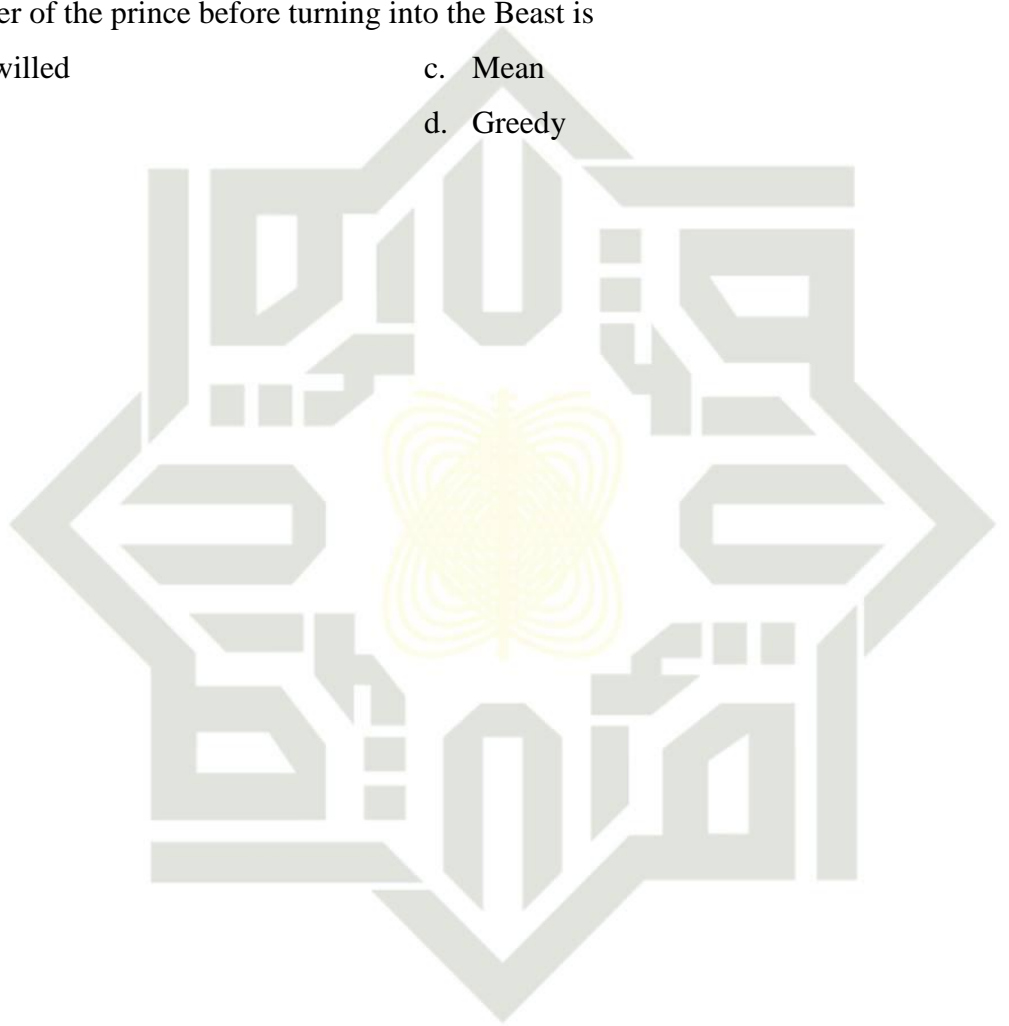 er of the prince before turning into the Beast is
willed c. Mean
d. Greedy